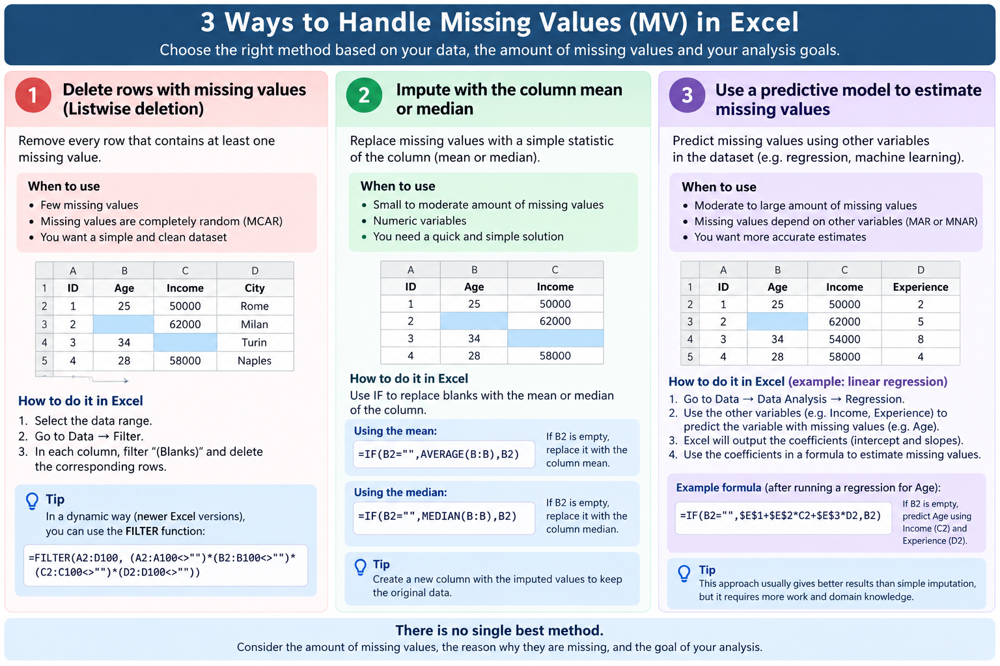 3 Ways to Handle Missing Values (MV) in Excel
Choose the right method based on your data, the amount of missing values and your analysis goals.
1
Delete rows with missing values
(Listwise deletion)
Remove every row that contains at least one
missing value.
When to use
• Few missing values
• Missing values are completely random (MCAR)
• You want a simple and clean dataset
A B C D
1 ID Age Income City
2 1 25 50000 Rome
3 2 62000 Milan
4 3 34 Turin
5 4 28 58000 Naples
How to do it in Excel
1. Select the data range.
2. Go to Data → Filter.
3. In each column, filter “(Blanks)” and delete
the corresponding rows.
Tip
In a dynamic way (newer Excel versions),
you can use the FILTER function:
=FILTER(A2:D100, (A2:A100<>"")*(B2:B100<>"")*
(C2:C100<>"")*(D2:D100<>""))
2
Impute with the column mean
or median
Replace missing values with a simple statistic
of the column (mean or median).
When to use
• Small to moderate amount of missing values
• Numeric variables
• You need a quick and simple solution
A B C
ID Age Income
1 25 50000
2 62000
3 34
4 28 58000
How to do it in Excel
Use IF to replace blanks with the mean or median
of the column.
Using the mean:
=IF(B2="",AVERAGE(B:B),B2)
If B2 is empty,
replace it with the
column mean.
Using the median:
=IF(B2="",MEDIAN(B:B),B2)
If B2 is empty,
replace it with the
column median.
Tip
Create a new column with the imputed values to keep
the original data.
3
Use a predictive model to estimate
missing values
Predict missing values using other variables
in the dataset (e.g. regression, machine learning).
When to use
• Moderate to large amount of missing values
• Missing values depend on other variables (MAR or MNAR)
• You want more accurate estimates
A B C D
1 ID Age Income Experience
2 1 25 50000 2
3 2 62000 5
4 3 34 54000 8
5 4 28 58000 4
How to do it in Excel (example: linear regression)
1. Go to Data → Data Analysis → Regression.
2. Use the other variables (e.g. Income, Experience) to
predict the variable with missing values (e.g. Age).
3. Excel will output the coefficients (intercept and slopes).
4. Use the coefficients in a formula to estimate missing values.
Example formula (after running a regression for Age):
=IF(B2="",$E$1+$E$2*C2+$E$3*D2,B2)
If B2 is empty,
predict Age using
Income (C2) and
Experience (D2).
Tip
This approach usually gives better results than simple imputation,
but it requires more work and domain knowledge.
There is no single best method.
Consider the amount of missing values, the reason why they are missing, and the goal of your analysis.